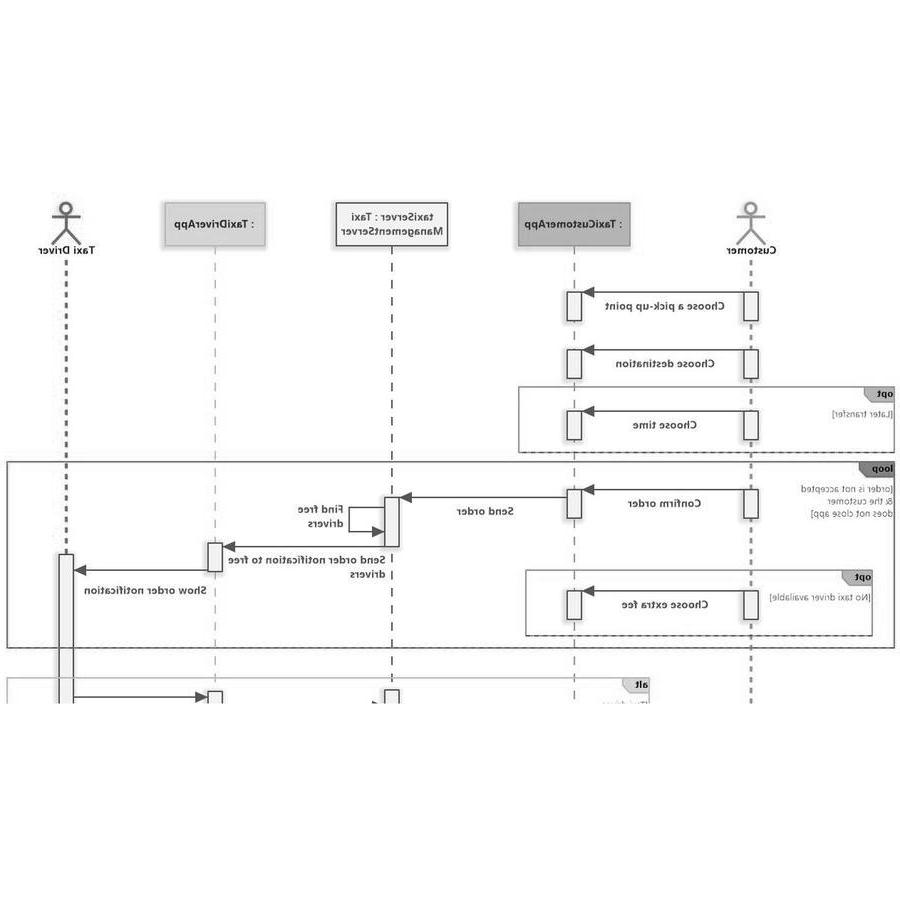 Customer
: TaxiCustomerApp
taxiServer : Taxi
ManagementServer
: TaxiDriverApp
Taxi Driver
Choose a pick-up point
Choose destination
opt
[Later transfer]
Choose time
loop
[order is not accepted
& the customer
does not close app]
Confirm order
Send order
Find free
drivers
Send order notification to free
drivers
Show order notification
opt
[No taxi driver available]
Choose extra fee
alt